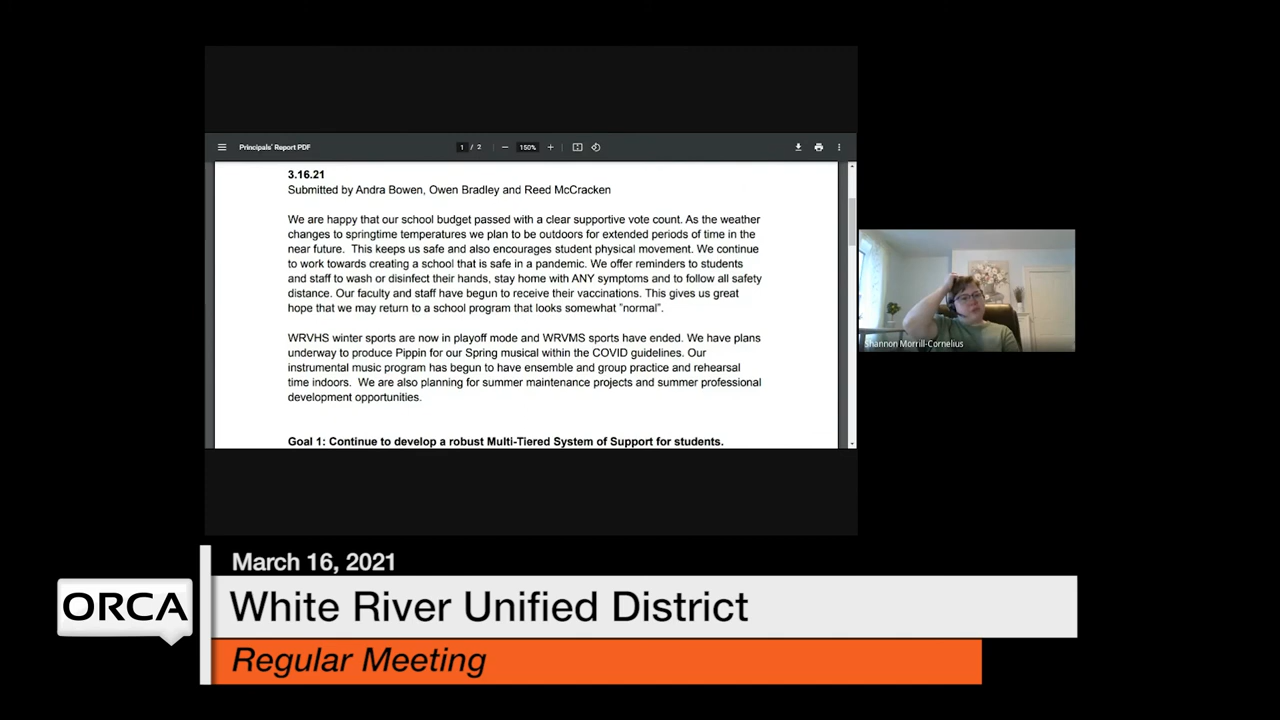 Principals' Report PDF
1 / 2
150%
3.16.21
Submitted by Andra Bowen, Owen Bradley and Reed McCracken
We are happy that our school budget passed with a clear supportive vote count. As the weather
changes to springtime temperatures we plan to be outdoors for extended periods of time in the
near future. This keeps us safe and also encourages student physical movement. We continue
to work towards creating a school that is safe in a pandemic. We offer reminders to students
and staff to wash or disinfect their hands, stay home with ANY symptoms and to follow all safety
distance. Our faculty and staff have begun to receive their vaccinations. This gives us great
hope that we may return to a school program that looks somewhat "normal".
WRVHS winter sports are now in playoff mode and WRVMS sports have ended. We have plans
underway to produce Pippin for our Spring musical within the COVID guidelines. Our
instrumental music program has begun to have ensemble and group practice and rehearsal
time indoors. We are also planning for summer maintenance projects and summer professional
development opportunities.
Goal 1: Continue to develop a robust Multi-Tiered System of Support for students.
Shannon Morrill-Cornelius
March 16, 2021
ORCA
White River Unified District
Regular Meeting